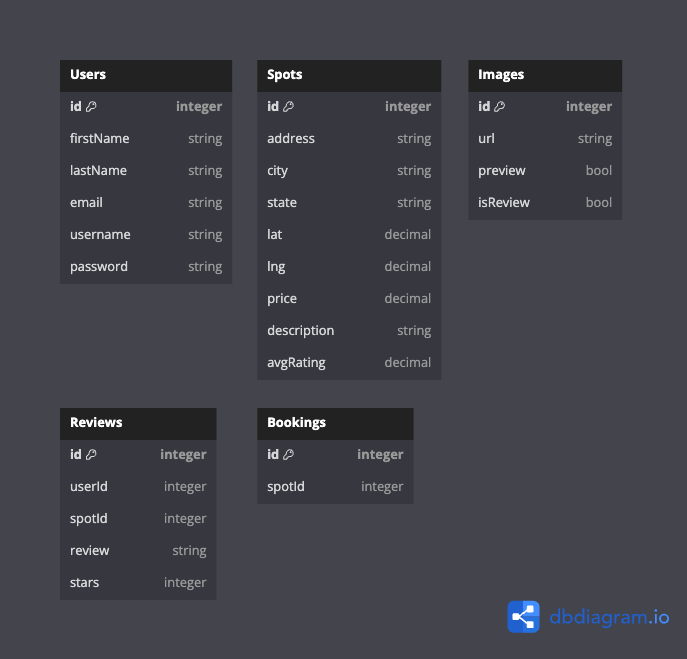 Users
id integer
firstName string
lastName string
email string
username string
password string
Spots
id integer
address string
city string
state string
lat decimal
lng decimal
price decimal
description string
avgRating decimal
Images
id integer
url string
preview bool
isReview bool
Reviews
id integer
userId integer
spotId integer
review string
stars integer
Bookings
id integer
spotId integer
dbdiagram.io